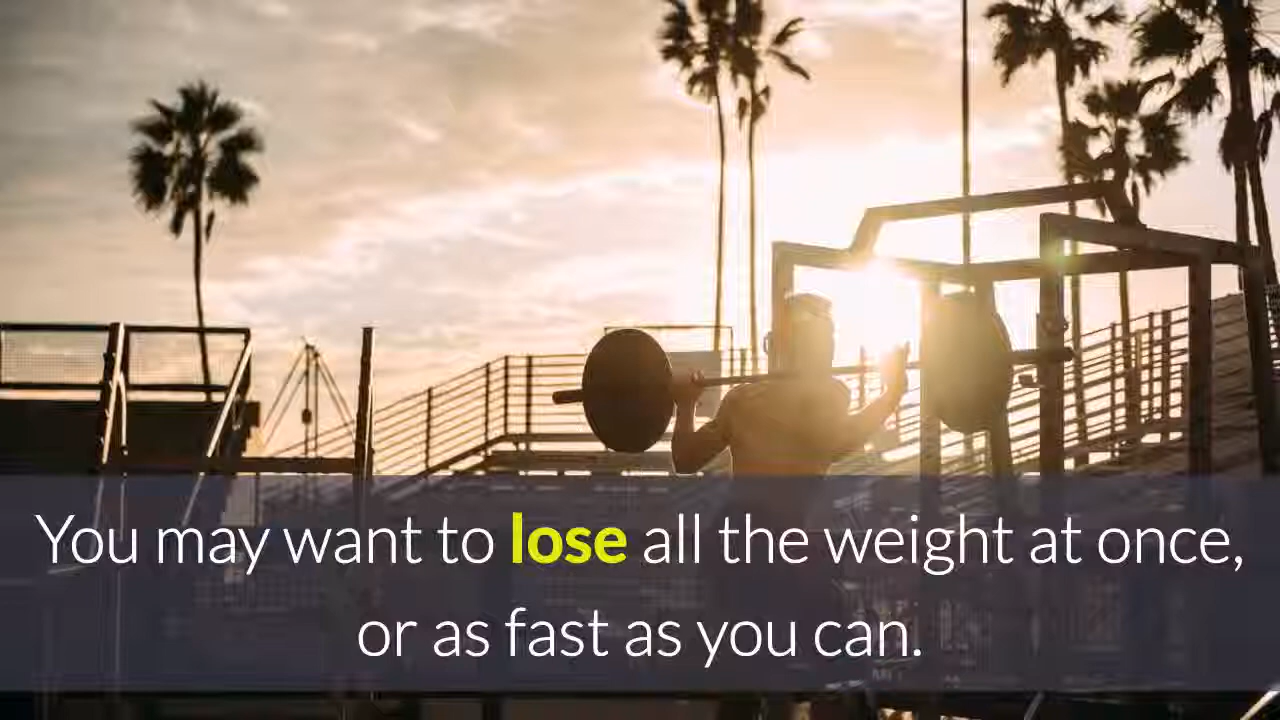 You may want to lose all the weight at once,
or as fast as you can.